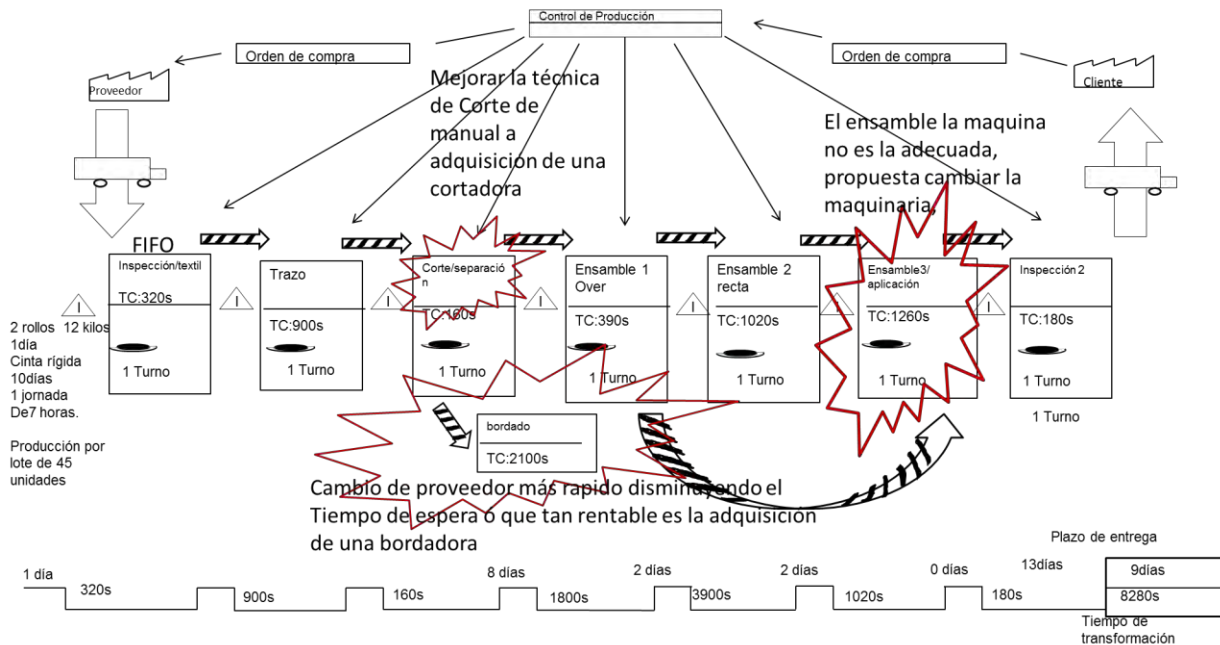 Control de Producción
Orden de compra
Orden de compra
Proveedor
Cliente
Mejorar la técnica
de Corte de
manual a
adquisición de una
cortadora
El ensamble la maquina
no es la adecuada,
propuesta cambiar la
maquinaria,
FIFO
Inspección/textil
TC:320s
1 Turno
Trazo
TC:900s
1 Turno
Corte/separació
n
TC:160s
1 Turno
Ensamble 1
Over
TC:390s
1 Turno
Ensamble 2
recta
TC:1020s
1 Turno
Ensamble3/
aplicación
TC:1260s
1 Turno
Inspección 2
TC:180s
1 Turno
1 Turno
I
I
I
I
I
I
I
2 rollos 12 kilos
1día
Cinta rígida
10días
1 jornada
De7 horas.
Producción por
lote de 45
unidades
bordado
TC:2100s
Cambio de proveedor más rapido disminuyendo el
Tiempo de espera o que tan rentable es la adquisición
de una bordadora
Plazo de entrega
1 día
8 días
2 días
2 días
0 días
13días
9días
320s
900s
160s
1800s
3900s
1020s
180s
8280s
Tiempo de
transformación